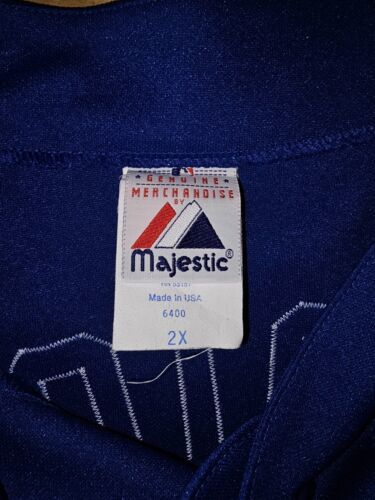 GENUINE
MERCHANDISE
BY
Majestic®
Made in USA
6400
2X